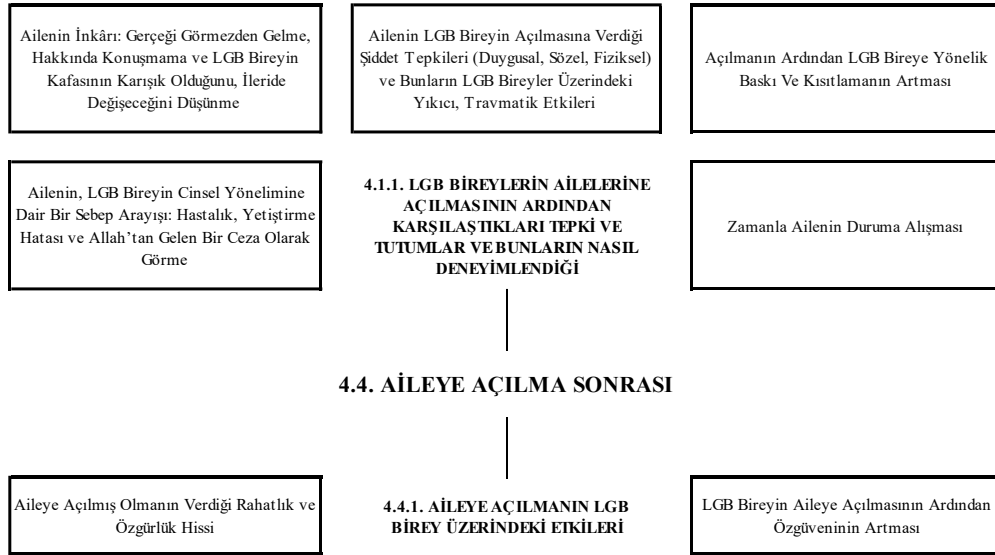 Ailenin İnkârı: Gerçeği Görmezden Gelme,
Hakkında Konuşmama ve LGB Bireyin
Kafasının Karışık Olduğunu, İleride
Değişeceğini Düşünme
Ailenin LGB Bireyin Açılmasına Verdiği
Şiddet Tepkileri (Duygusal, Sözel, Fiziksel)
ve Bunların LGB Bireyler Üzerindeki
Yıkıcı, Travmatik Etkileri
Açılmanın Ardından LGB Bireye Yönelik
Baskı Ve Kısıtlamanın Artması
Ailenin, LGB Bireyin Cinsel Yönelimine
Dair Bir Sebep Arayışı: Hastalık, Yetiştirme
Hatası ve Allah’tan Gelen Bir Ceza Olarak
Görme
4.1.1. LGB BİREYLERİN AİLELERİNE
AÇILMASININ ARDINDAN
KARŞILAŞTIKLARI TEPKİ VE
TUTUMLAR VE BUNLARIN NASIL
DENEYİMLENDİĞİ
Zamanla Ailenin Duruma Alışması
4.4. AİLEYE AÇILMA SONRASI
Aileye Açılmış Olmanın Verdiği Rahatlık ve
Özgürlük Hissi
4.4.1. AİLEYE AÇILMANIN LGB
BİREY ÜZERİNDEKİ ETKİLERİ
LGB Bireyin Aileye Açılmasının Ardından
Özgüveninin Artması